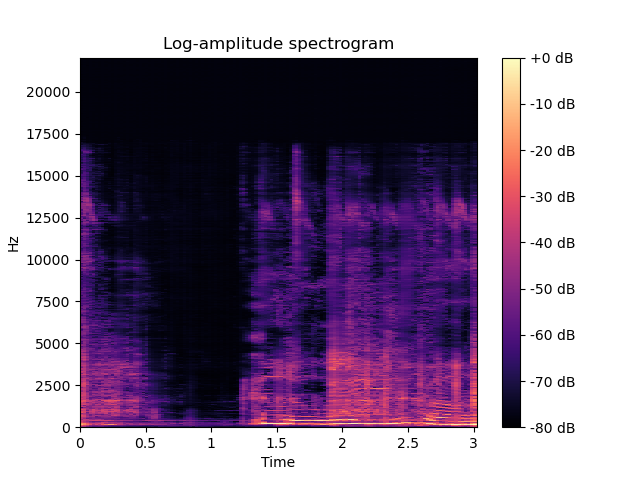 Log-amplitude spectrogram
+0 dB
20000
-10 dB
17500
-20 dB
15000
-30 dB
12500
Hz
-40 dB
10000
-50 dB
7500
-60 dB
5000
-70 dB
2500
0
-80 dB
0 0.5 1 1.5 2 2.5 3
Time